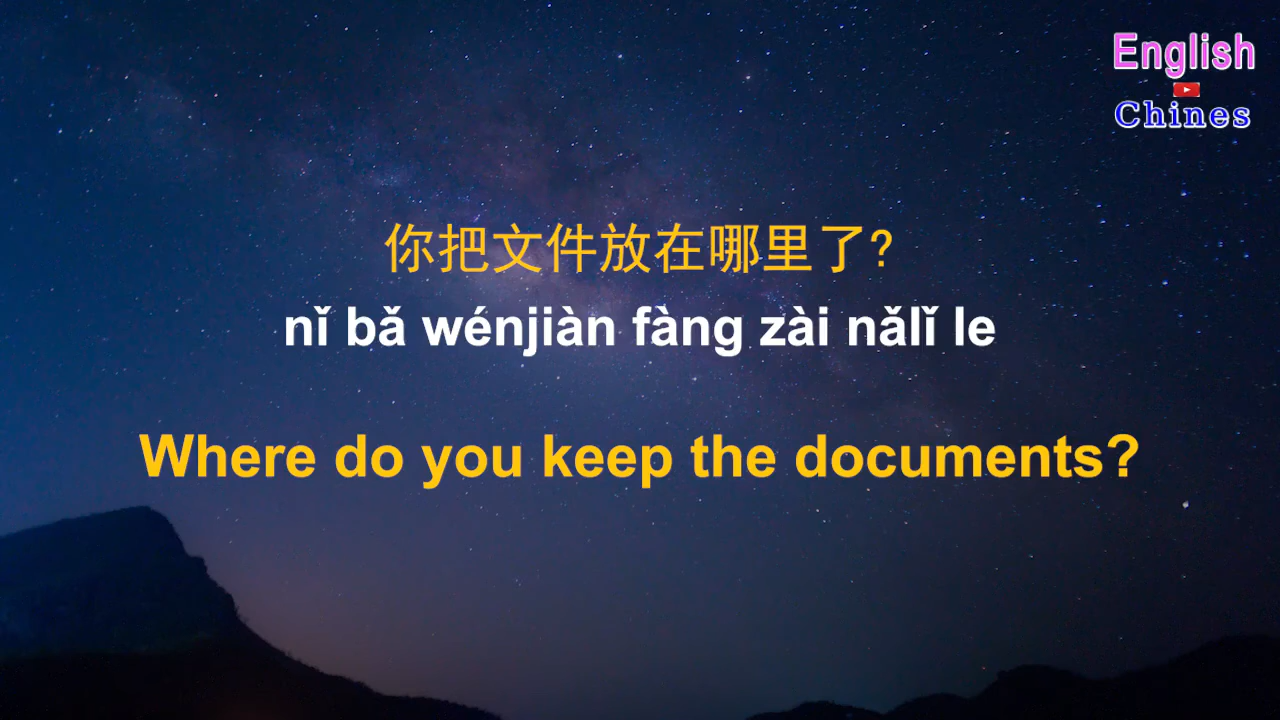 English
Chines
你把文件放在哪里了?
nǐ bǎ wénjiàn fàng zài nǎlǐ le
Where do you keep the documents?